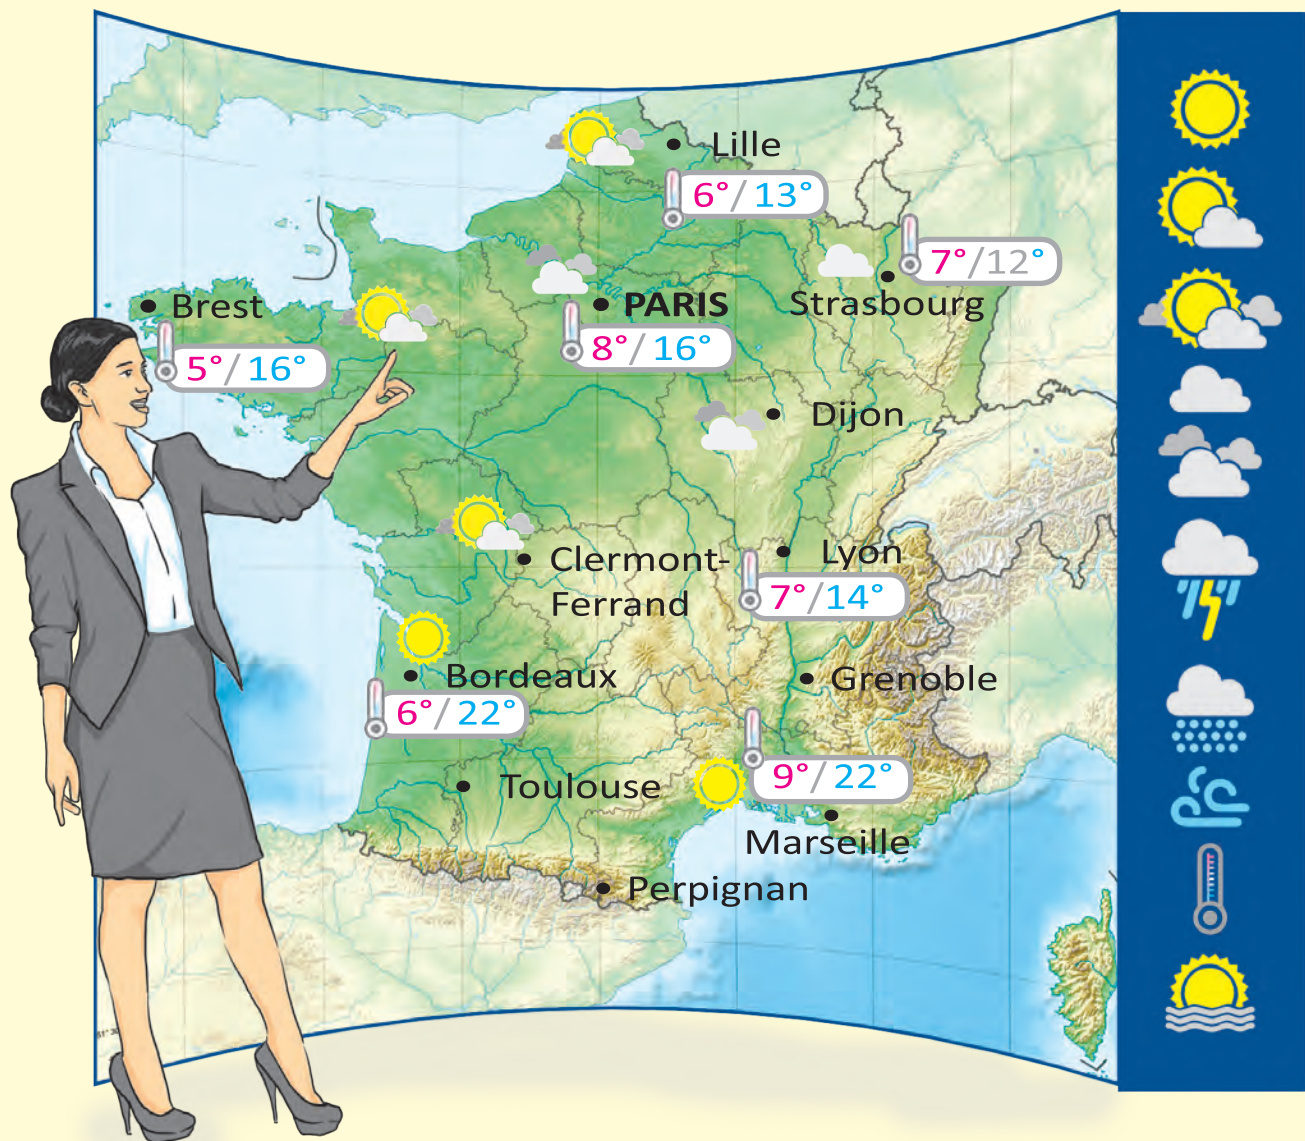 Lille
6°/13°
7°/12°
Strasbourg
Brest
5°/16°
PARIS
8°/16°
Dijon
Clermont-
Ferrand
Lyon
7°/14°
Bordeaux
6°/22°
Grenoble
Toulouse
9°/22°
Marseille
Perpignan